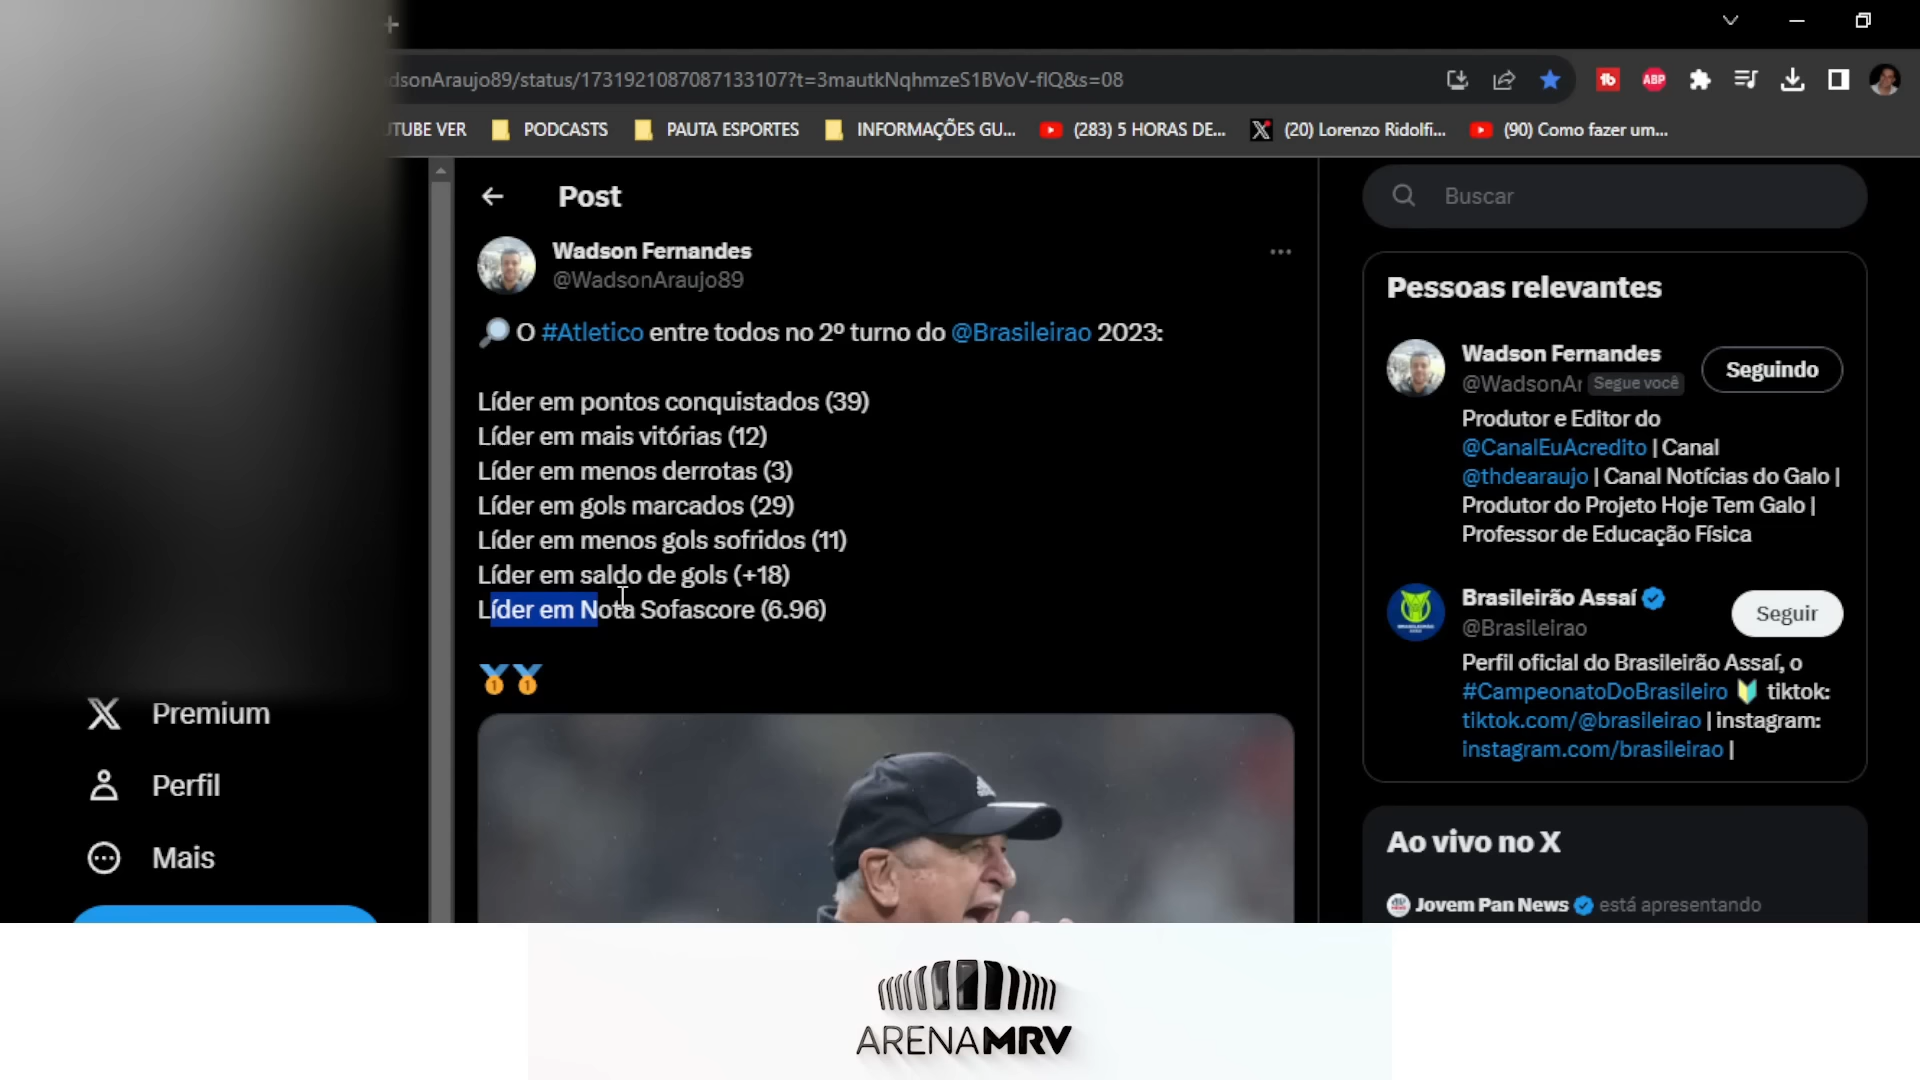 dsonAraujo89/status/1731921087087133107?t=3mautkNqhmzeS1BVoV-flQ&s=08
UTUBE VER
PODCASTS
PAUTA ESPORTES
INFORMAÇÕES GU...
(283) 5 HORAS DE...
(20) Lorenzo Ridolfi...
(90) Como fazer um...
ABP
Post
Buscar
Wadson Fernandes
@WadsonAraujo89
O #Atletico entre todos no 2º turno do @Brasileirao 2023:
Líder em pontos conquistados (39)
Líder em mais vitórias (12)
Líder em menos derrotas (3)
Líder em gols marcados (29)
Líder em menos gols sofridos (11)
Líder em saldo de gols (+18)
Líder em Nota Sofascore (6.96)
Premium
Perfil
Mais
Pessoas relevantes
Wadson Fernandes
@WadsonAr Segue você
Seguindo
Produtor e Editor do
@CanalEuAcredito | Canal
@thdearaujo | Canal Notícias do Galo |
Produtor do Projeto Hoje Tem Galo |
Professor de Educação Física
Brasileirão Assaí
@Brasileirao
Seguir
Perfil oficial do Brasileirão Assaí, o
#CampeonatoDoBrasileiro tiktok:
tiktok.com/@brasileirao | instagram:
instagram.com/brasileirao |
Ao vivo no X
Jovem Pan News está apresentando
ARENAMRV